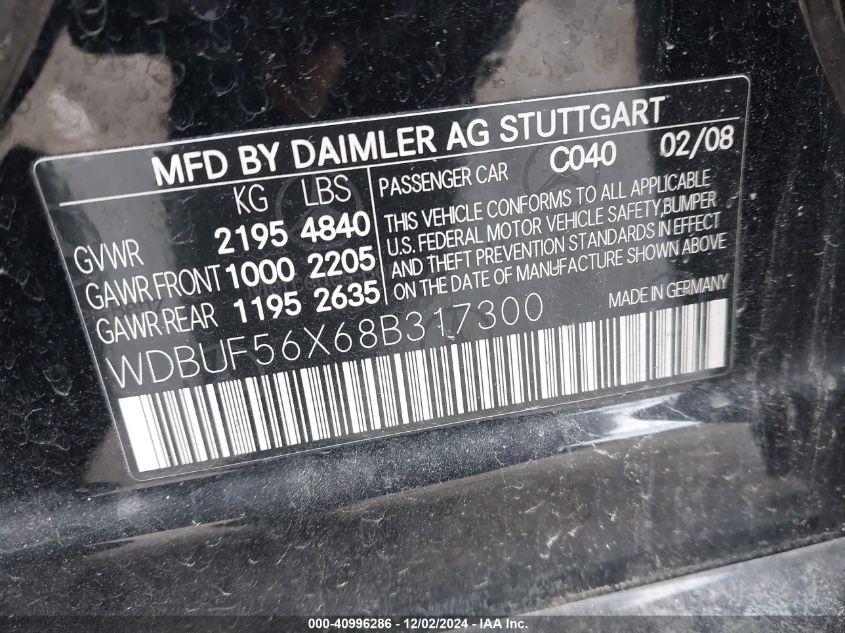 MFD BY DAIMLER AG STUTTGART
C040 02/08
KG LBS
GVWR 2195 4840
GAWR.FRONT 1000 2205
GAWR.REAR 1195 2635
PASSENGER CAR
THIS VEHICLE CONFORMS TO ALL APPLICABLE
U.S. FEDERAL MOTOR VEHICLE SAFETY,BUMPER
AND THEFT PREVENTION STANDARDS IN EFFECT
ON THE DATE OF MANUFACTURE SHOWN ABOVE
MADE IN GERMANY
WDBUF56X68B317300
000-40996286 - 12/02/2024 - IAA Inc.